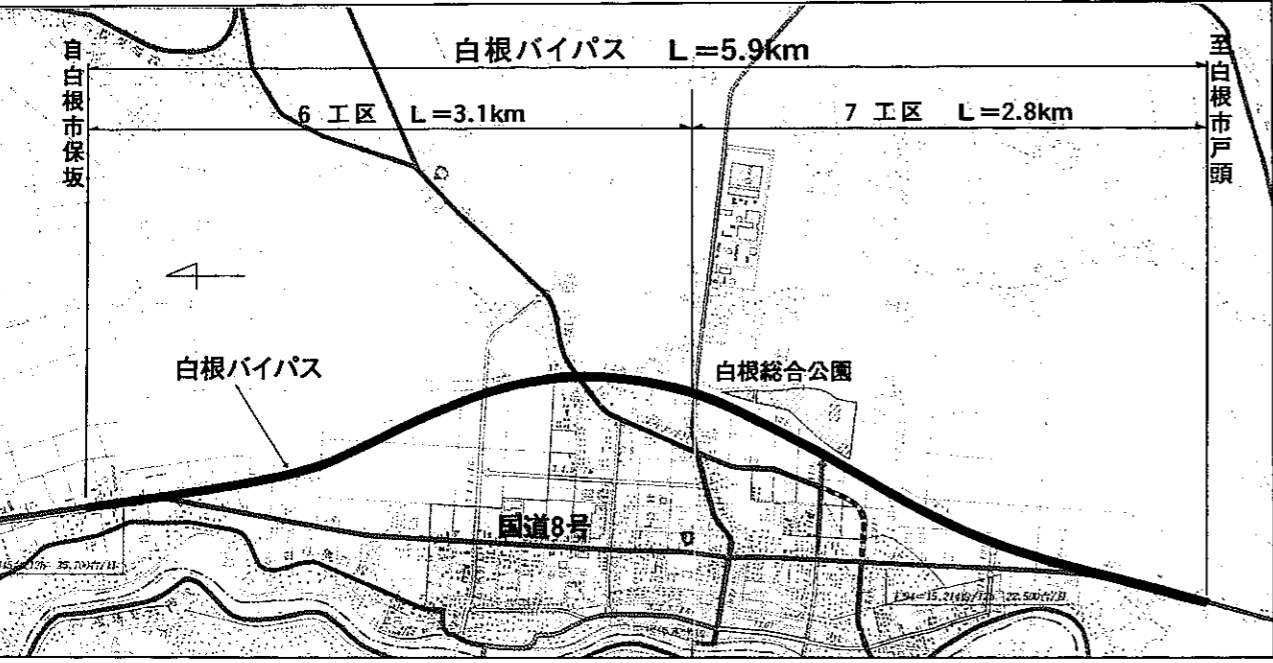 白根バイパス L=5.9km
自白根市保坂
至白根市戸頭
6 工区 L=3.1km
7 工区 L=2.8km
白根バイパス
白根総合公園
国道8号